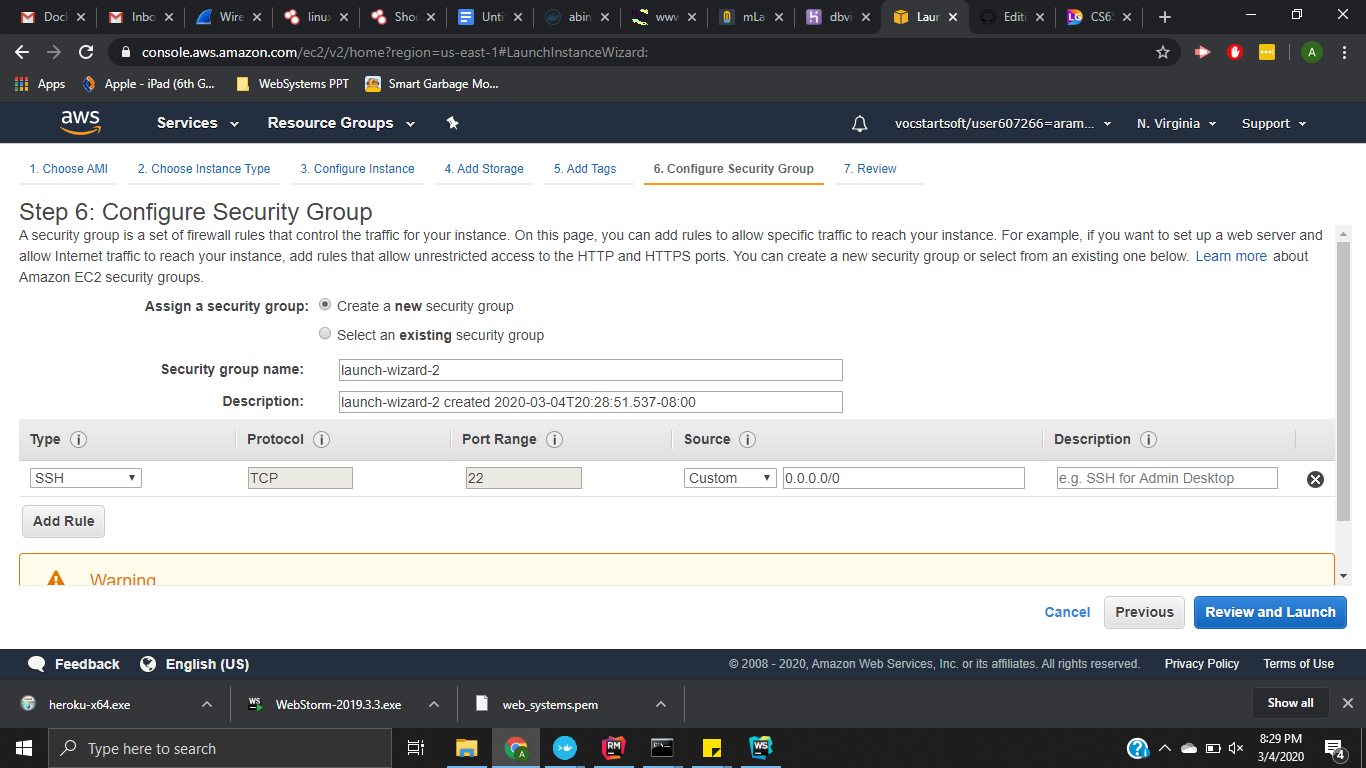 Docl
Inbo
Wire
linu
Sho
Unti
abin
www
mLa
dbvi
Laun
Editi
CS65
console.aws.amazon.com/ec2/v2/home?region=us-east-1#LaunchInstanceWizard:
A
Apps
Apple - iPad (6th G...
WebSystems PPT
Smart Garbage Mo...
aws
Services
Resource Groups
vocstartsoft/user607266=aram...
N. Virginia
Support
1. Choose AMI
2. Choose Instance Type
3. Configure Instance
4. Add Storage
5. Add Tags
6. Configure Security Group
7. Review
Step 6: Configure Security Group
A security group is a set of firewall rules that control the traffic for your instance. On this page, you can add rules to allow specific traffic to reach your instance. For example, if you want to set up a web server and
allow Internet traffic to reach your instance, add rules that allow unrestricted access to the HTTP and HTTPS ports. You can create a new security group or select from an existing one below. Learn more about
Amazon EC2 security groups.
Assign a security group: Create a new security group
Select an existing security group
Security group name: launch-wizard-2
Description: launch-wizard-2 created 2020-03-04T20:28:51.537-08:00
Type Protocol Port Range Source Description
SSH TCP 22 Custom 0.0.0.0/0 e.g. SSH for Admin Desktop
Add Rule
Warning
Cancel Previous Review and Launch
Feedback English (US) © 2008 - 2020, Amazon Web Services, Inc. or its affiliates. All rights reserved. Privacy Policy Terms of Use
heroku-x64.exe WebStorm-2019.3.3.exe web_systems.pem Show all
Type here to search
8:29 PM
3/4/2020
4